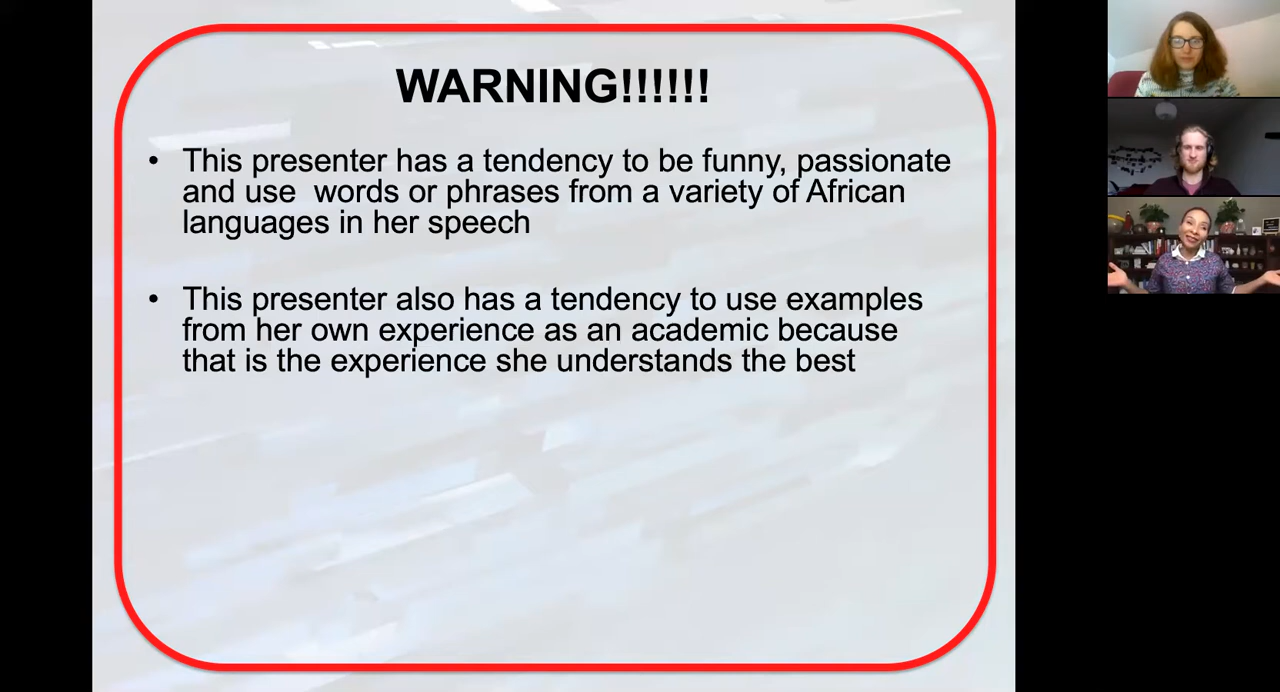 WARNING!!!!!!
• This presenter has a tendency to be funny, passionate
and use  words or phrases from a variety of African
languages in her speech
• This presenter also has a tendency to use examples
from her own experience as an academic because
that is the experience she understands the best